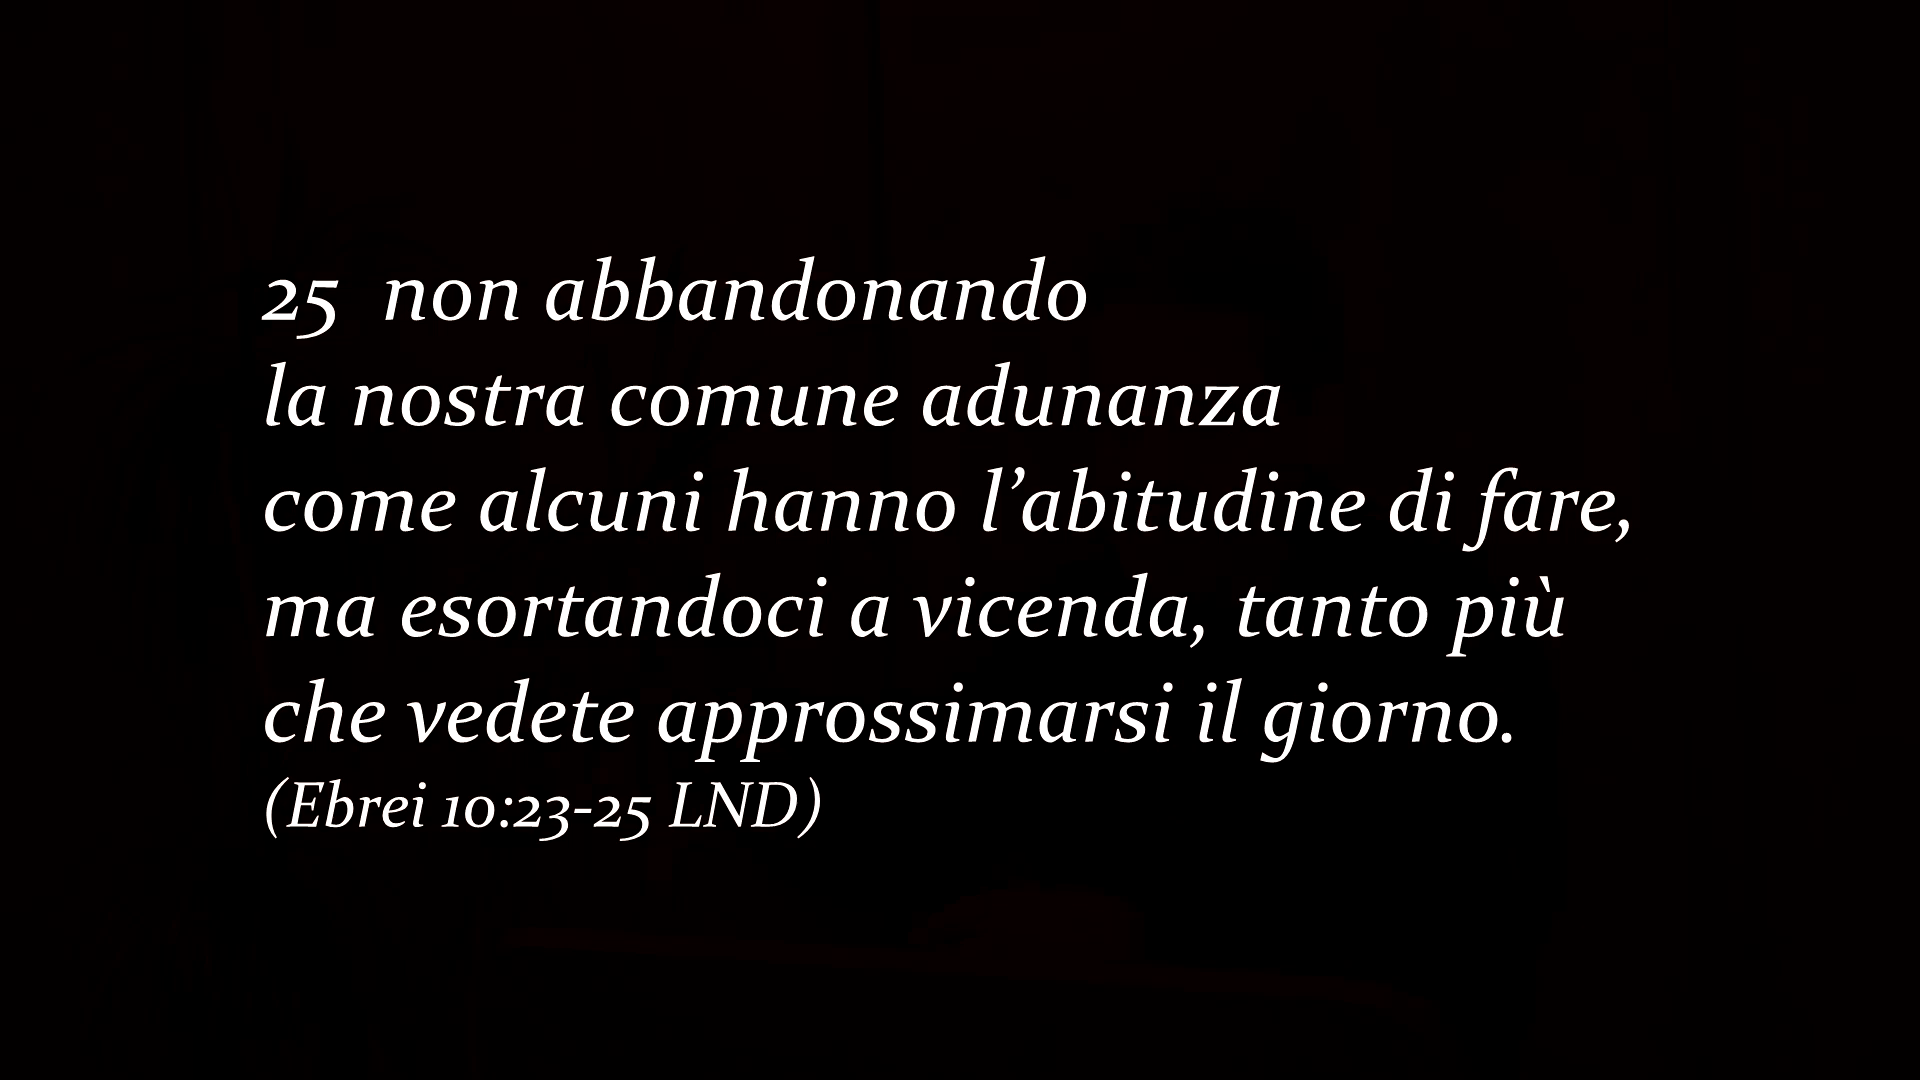 25  non abbandonando
la nostra comune adunanza
come alcuni hanno l’abitudine di fare,
ma esortandoci a vicenda, tanto più
che vedete approssimarsi il giorno.
(Ebrei 10:23-25 LND)